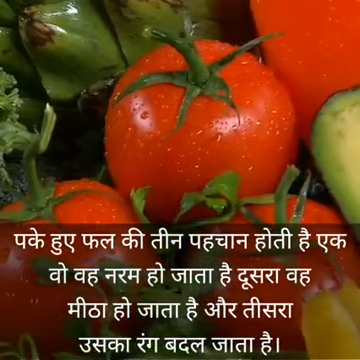 पके हुए फल की तीन पहचान होती है एक
वो वह नरम हो जाता है दूसरा वह
मीठा हो जाता है और तीसरा
उसका रंग बदल जाता है।